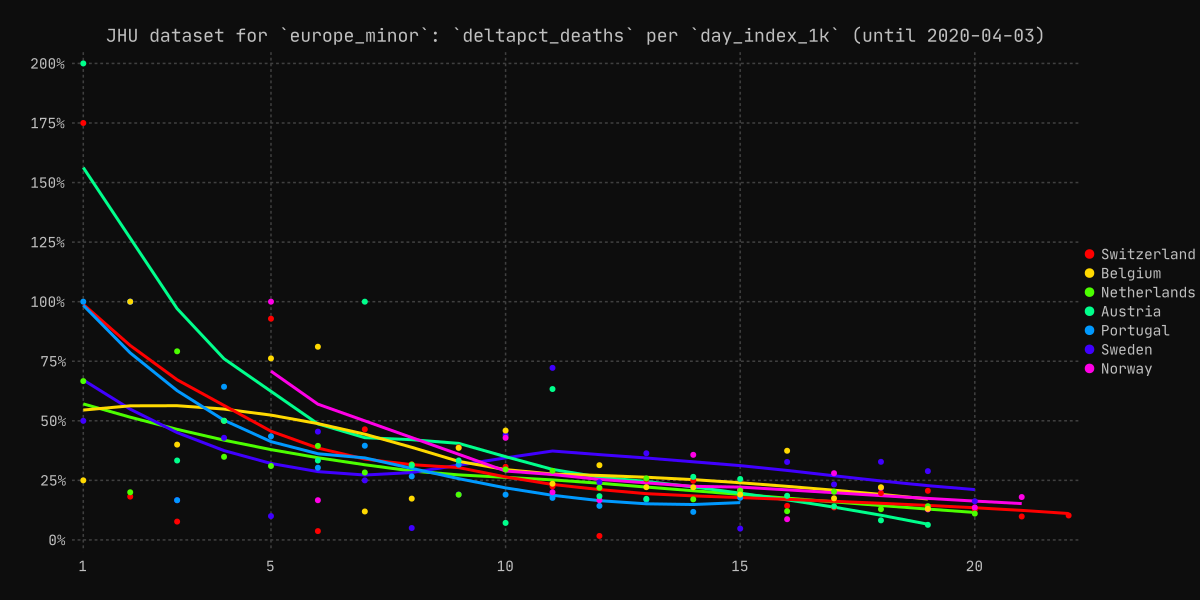 JHU dataset for `europe_minor`: `deltapct_deaths` per `day_index_1k` (until 2020-04-03)
200%
175%
150%
125%
100%
75%
50%
25%
0%
1 5 10 15 20
Switzerland
Belgium
Netherlands
Austria
Portugal
Sweden
Norway